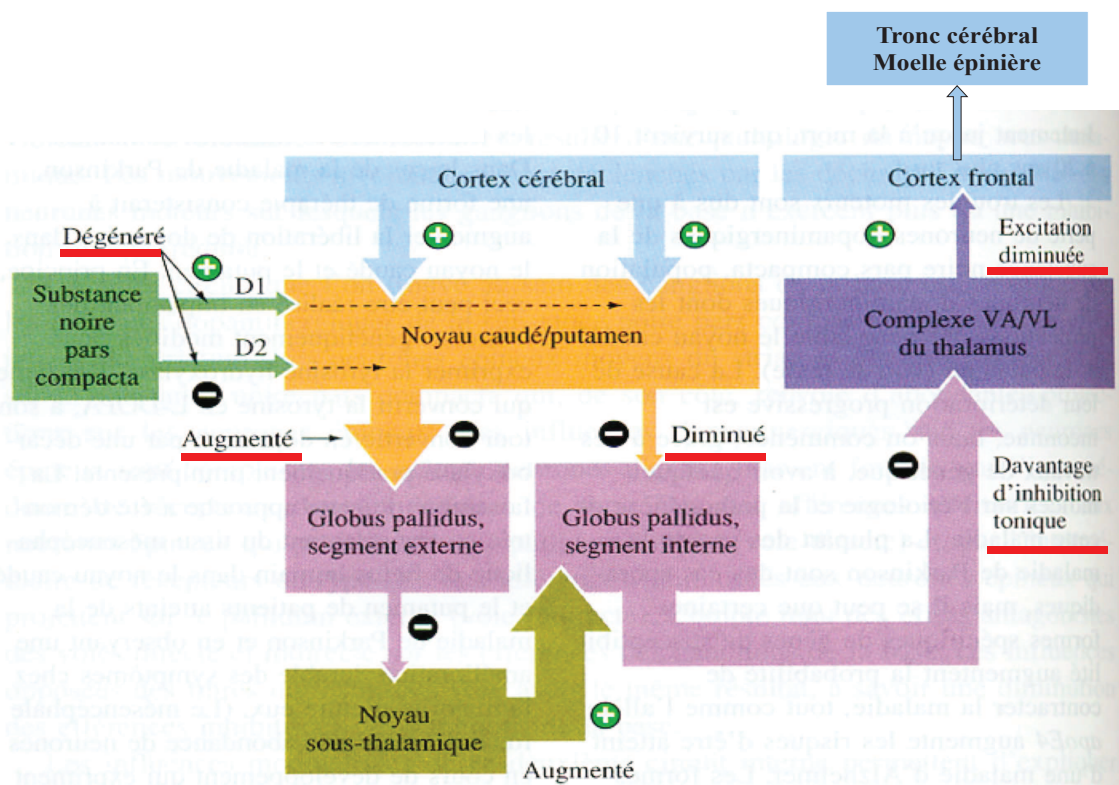 Tronc cérébral
Moelle épinière
Cortex cérébral
Cortex frontal
Dégénéré
+
+
+
+
Excitation
diminuée
Substance
noire
pars
compacta
D1
D2
Noyau caudé/putamen
Complexe VA/VL
du thalamus
Augmenté
Diminué
Davantage
d'inhibition
tonique
Globus pallidus,
segment externe
Globus pallidus,
segment interne
Noyau
sous-thalamique
Augmenté